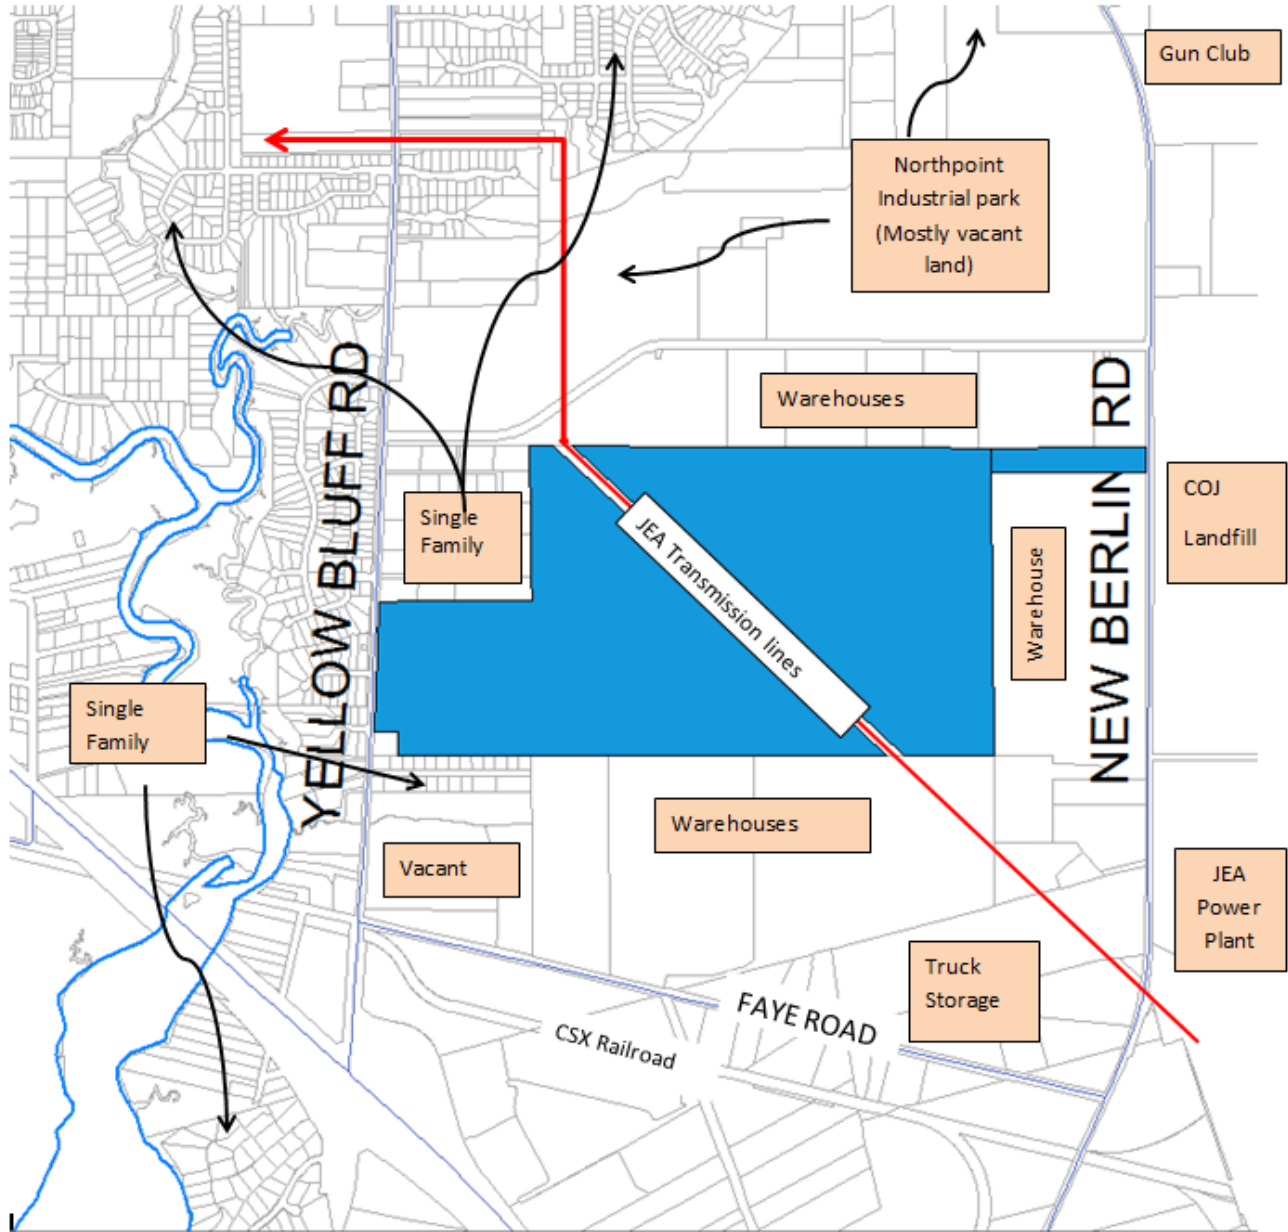 Gun Club
Northpoint
Industrial park
(Mostly vacant
land)
YELLOW BLUFF RD
Warehouses
NEW BERLIN RD
Single
Family
JEA Transmission lines
Warehouse
COJ
Landfill
Single
Family
Warehouses
Vacant
JEA
Power
Plant
Truck
Storage
FAYE ROAD
CSX Railroad